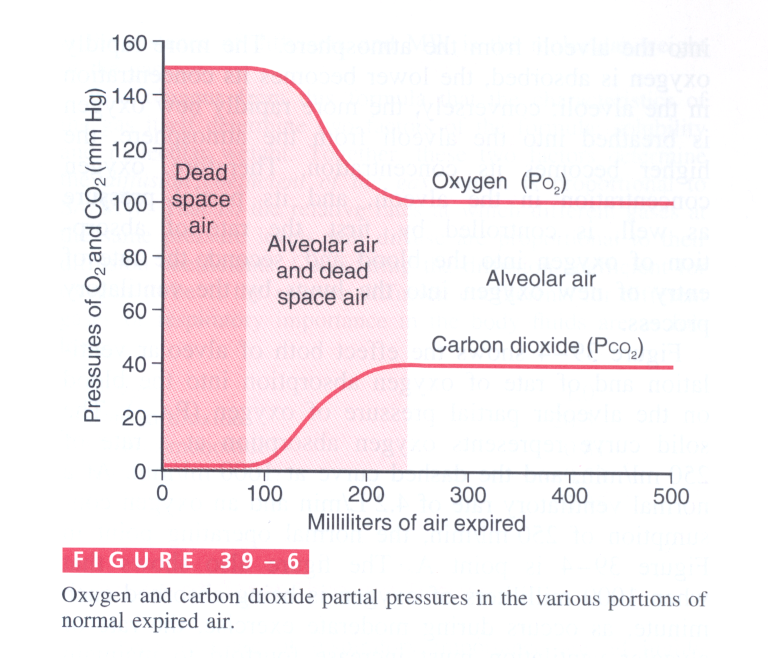 160
140
120
100
80
60
40
20
0
Pressures of O₂ and CO₂ (mm Hg)
Dead
space
air
Alveolar air
and dead
space air
Oxygen (Po₂)
Alveolar air
Carbon dioxide (Pco₂)
0 100 200 300 400 500
Milliliters of air expired
FIGURE 39–6
Oxygen and carbon dioxide partial pressures in the various portions of
normal expired air.